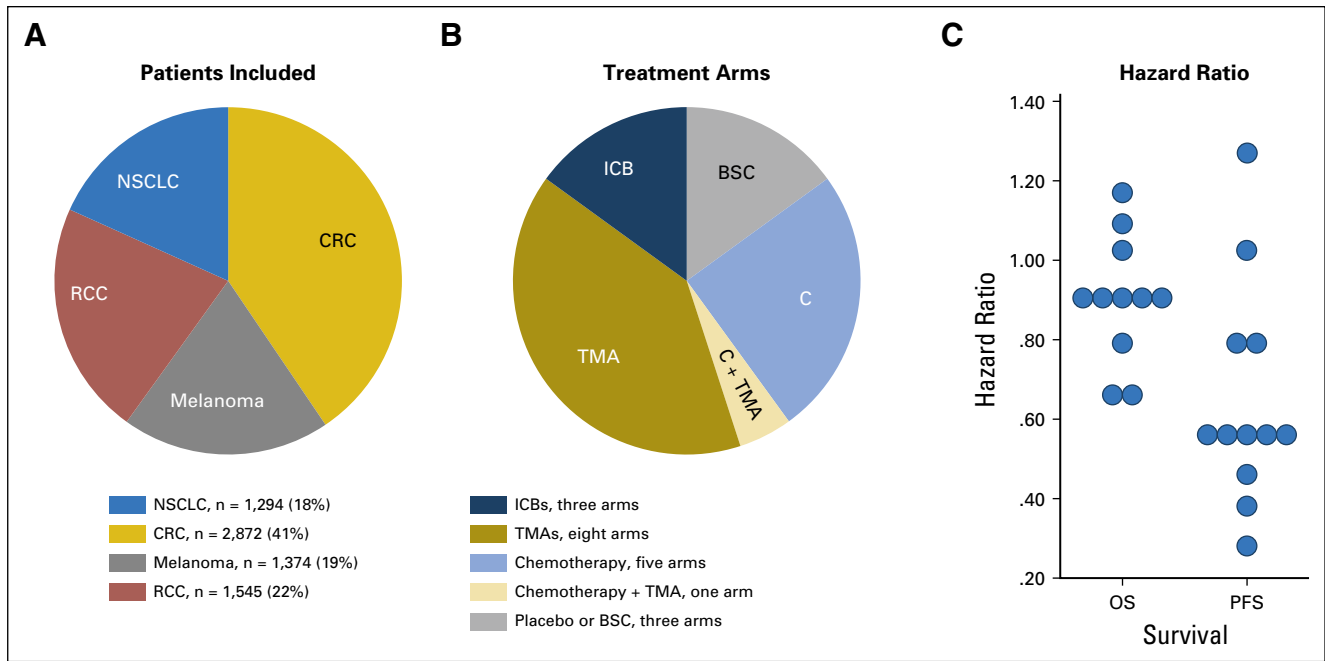 A
Patients Included
NSCLC
CRC
RCC
Melanoma
NSCLC, n = 1,294 (18%)
CRC, n = 2,872 (41%)
Melanoma, n = 1,374 (19%)
RCC, n = 1,545 (22%)
B
Treatment Arms
ICB
BSC
C
TMA
C + TMA
ICBs, three arms
TMAs, eight arms
Chemotherapy, five arms
Chemotherapy + TMA, one arm
Placebo or BSC, three arms
C
Hazard Ratio
Hazard Ratio
1.40
1.20
1.00
.80
.60
.40
.20
OS
PFS
Survival